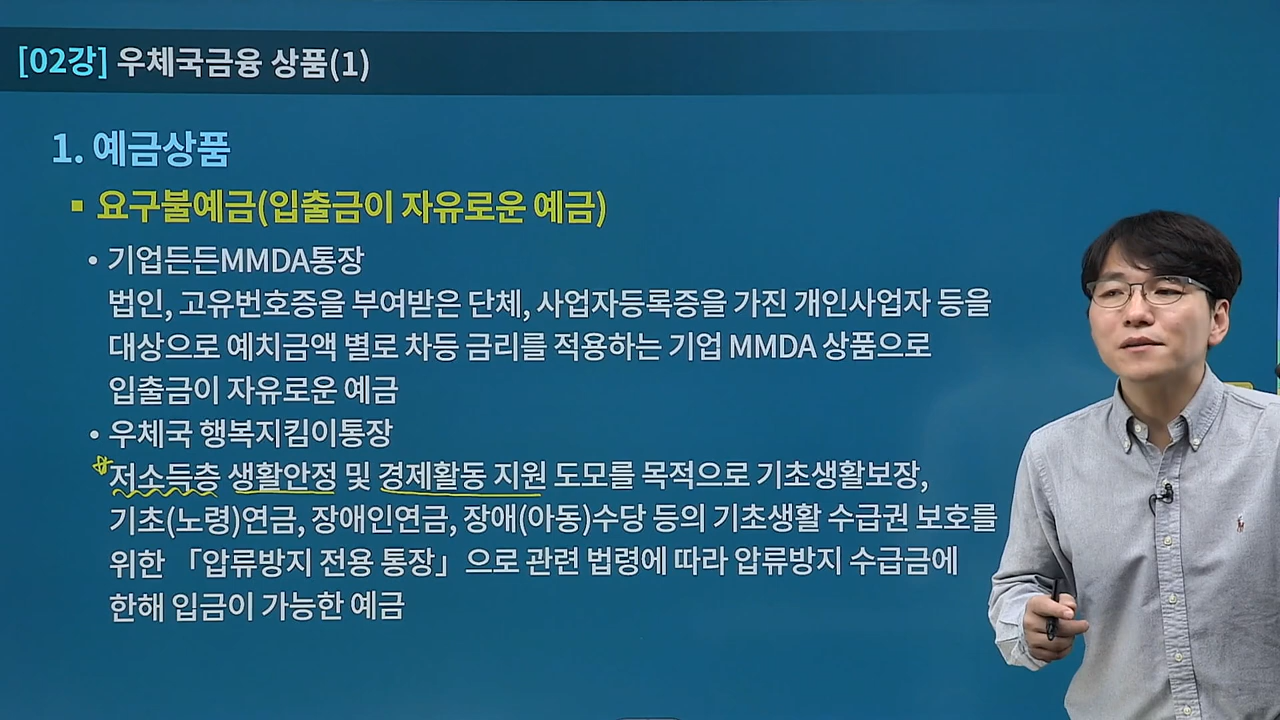 [02강] 우체국금융 상품(1)
1. 예금상품
▪ 요구불예금(입출금이 자유로운 예금)
• 기업든든MMDA통장
법인, 고유번호증을 부여받은 단체, 사업자등록증을 가진 개인사업자 등을
대상으로 예치금액 별로 차등 금리를 적용하는 기업 MMDA 상품으로
입출금이 자유로운 예금
• 우체국 행복지킴이통장
저소득층 생활안정 및 경제활동 지원 도모를 목적으로 기초생활보장,
기초(노령)연금, 장애인연금, 장애(아동)수당 등의 기초생활 수급권 보호를
위한 「압류방지 전용 통장」으로 관련 법령에 따라 압류방지 수급금에
한해 입금이 가능한 예금